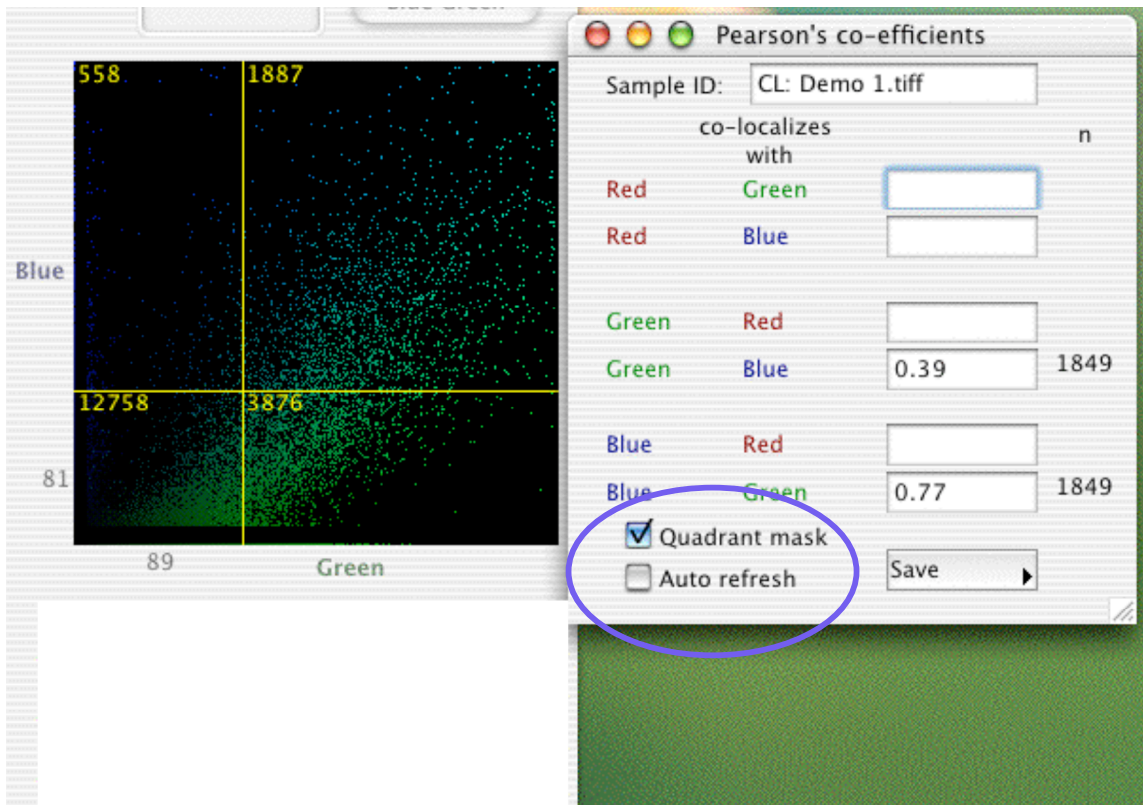 Blue Green
558 1887
Blue
12758 3876
81
89
Green
Pearson's co-efficients
Sample ID: CL: Demo 1.tiff
co-localizes n
with
Red Green
Red Blue
Green Red
Green Blue 0.39 1849
Blue Red
Blue Green 0.77 1849
Quadrant mask
Auto refresh Save